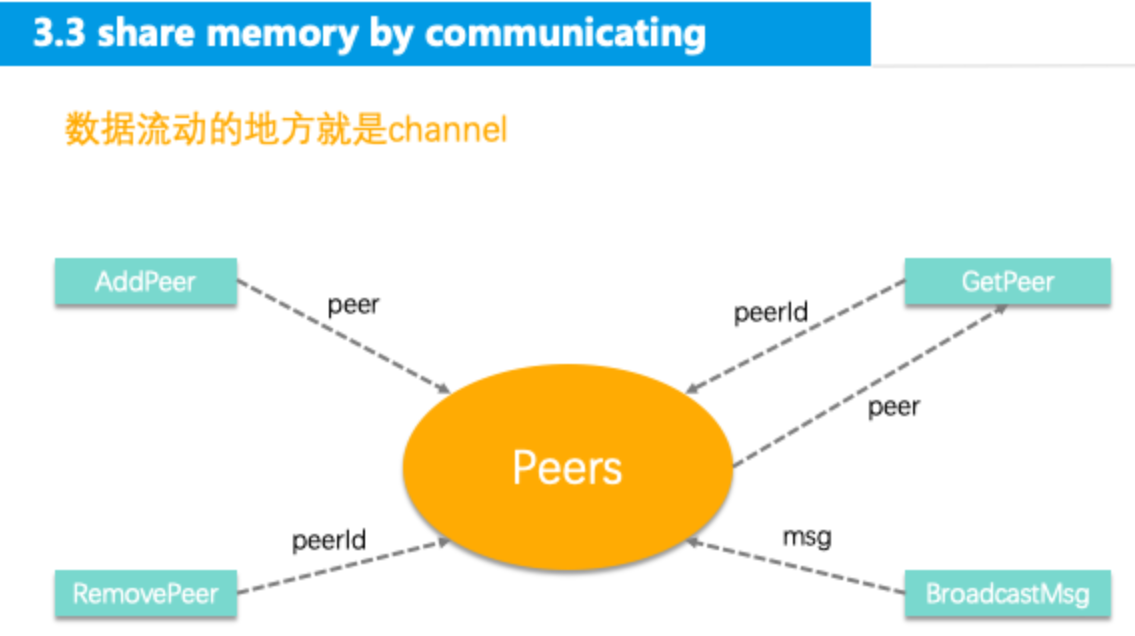 3.3 share memory by communicating
数据流动的地方就是channel
AddPeer
GetPeer
peer
peerId
peer
Peers
peerId
msg
RemovePeer
BroadcastMsg